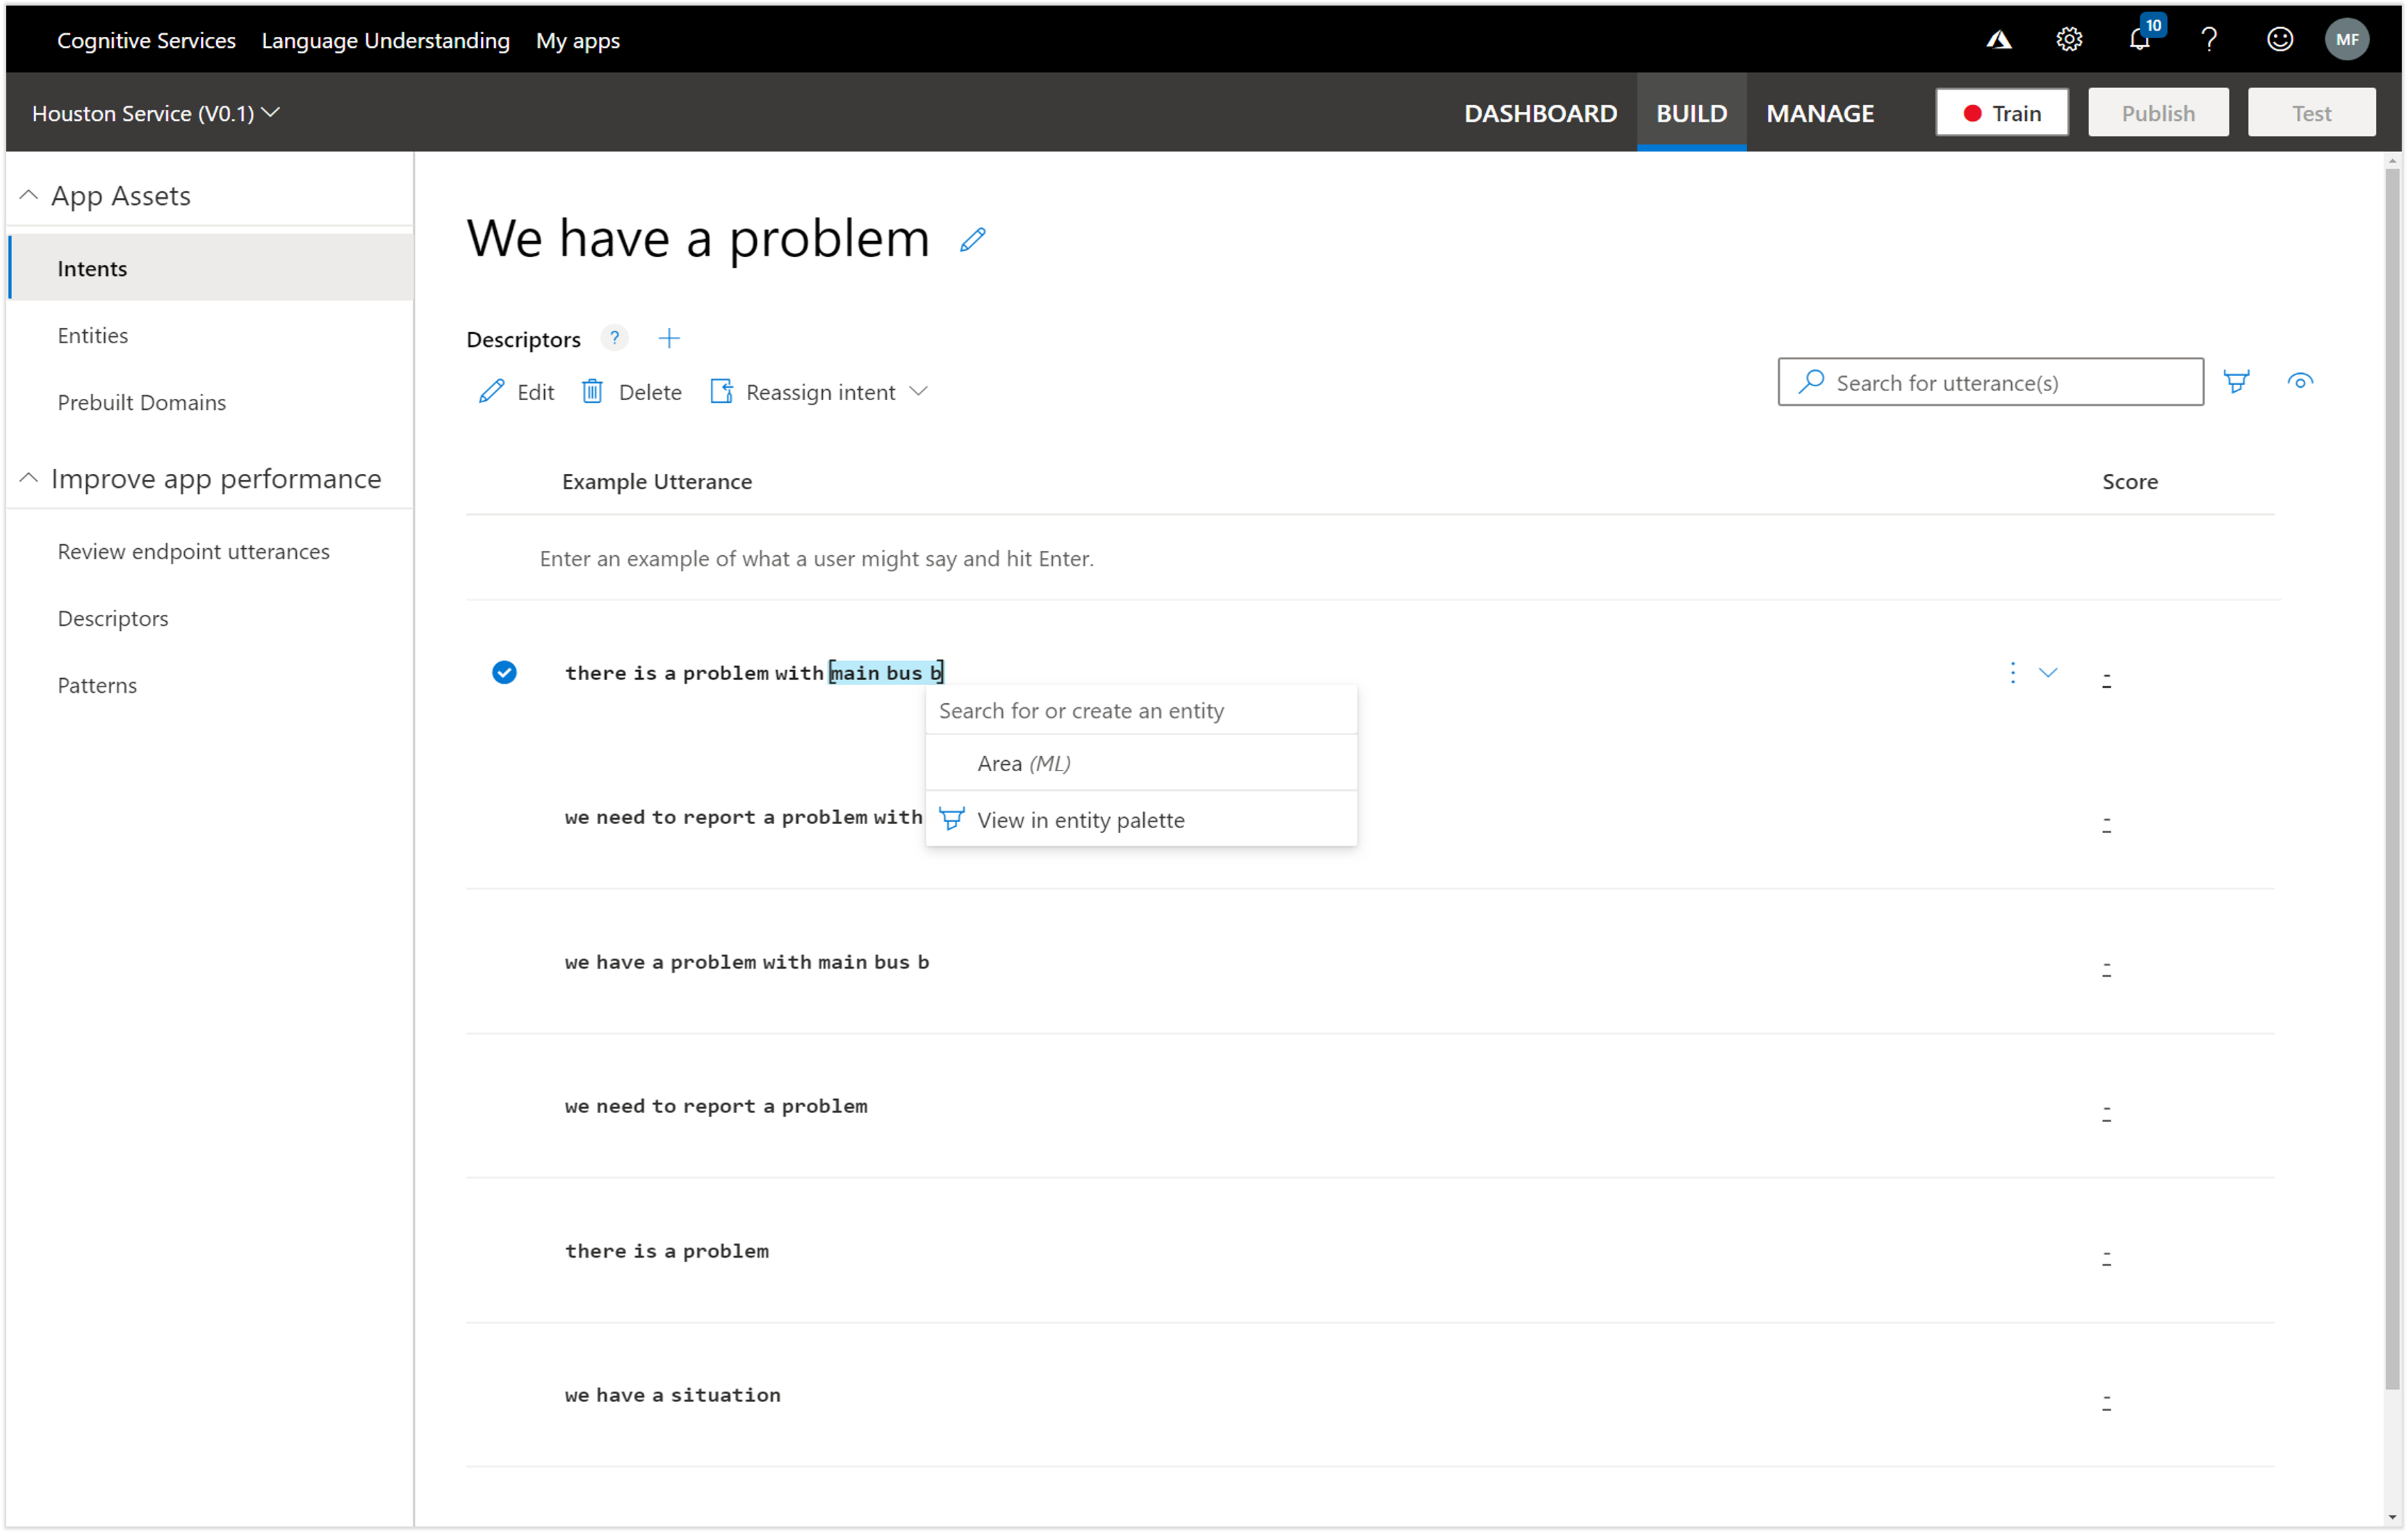 Cognitive Services Language Understanding My apps
10
MF
Houston Service (V0.1)
DASHBOARD BUILD MANAGE Train Publish Test
App Assets
Intents
Entities
Prebuilt Domains
Improve app performance
Review endpoint utterances
Descriptors
Patterns
We have a problem
Descriptors ? +
Edit Delete Reassign intent
Search for utterance(s)
Example Utterance Score
Enter an example of what a user might say and hit Enter.
there is a problem with [main bus b] -
Search for or create an entity
Area (ML)
View in entity palette
we need to report a problem with -
we have a problem with main bus b -
we need to report a problem -
there is a problem -
we have a situation -